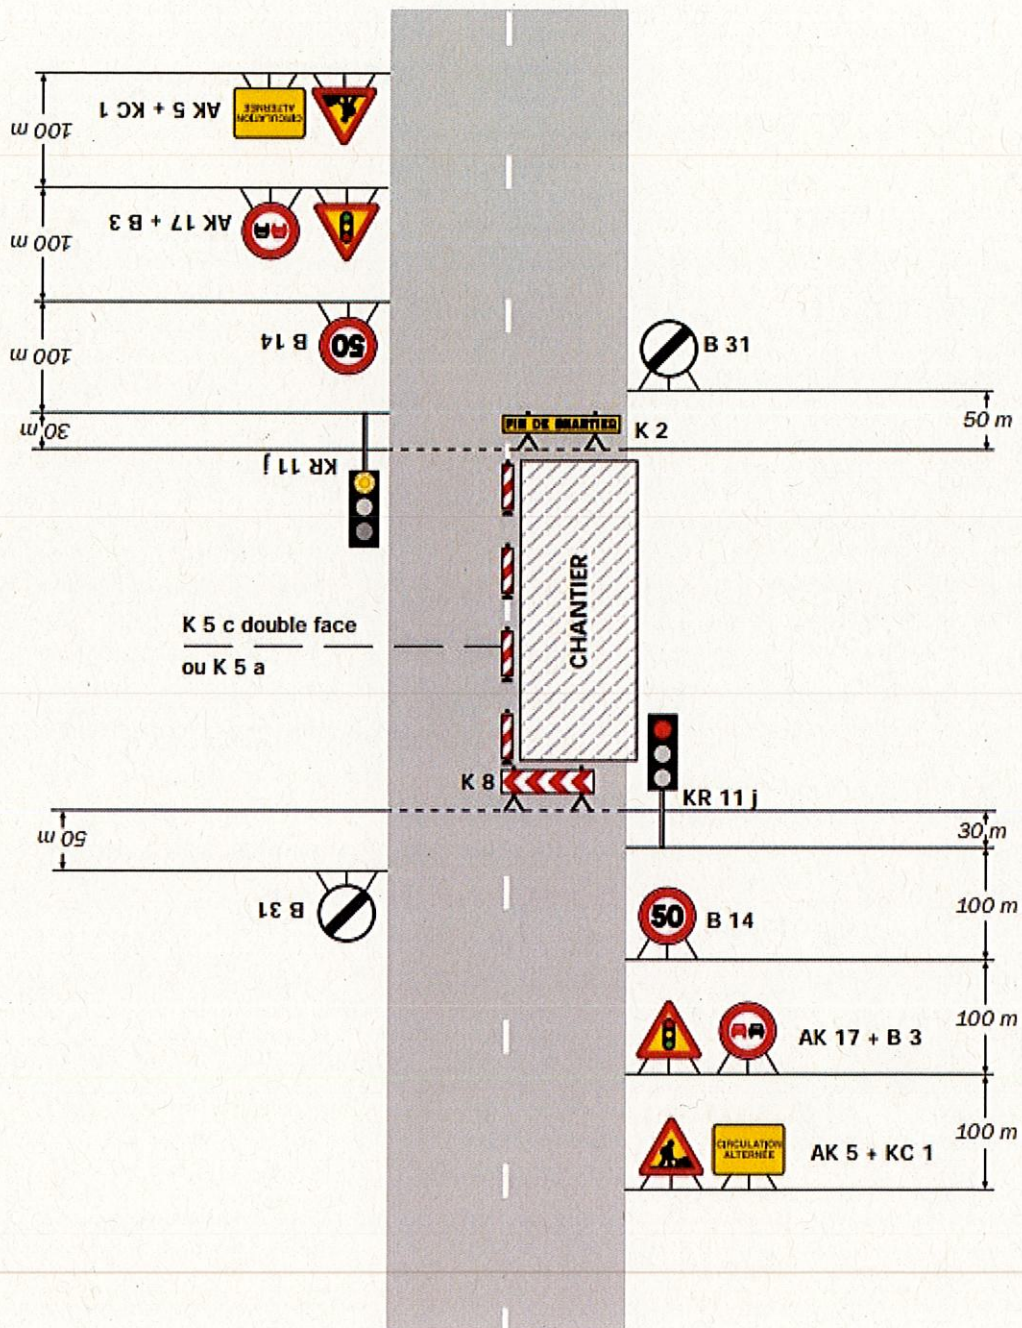 100 m
AK 5 + KC 1
CIRCULATION
ALTERNÉE
100 m
AK 17 + B 3
100 m
B 14
50
30 m
KR 11 j
B 31
50 m
FIN DE CHANTIER
K 2
K 5 c double face
ou K 5 a
CHANTIER
K 8
KR 11 j
30 m
50 m
B 31
50
B 14
100 m
AK 17 + B 3
100 m
CIRCULATION
ALTERNÉE
AK 5 + KC 1
100 m